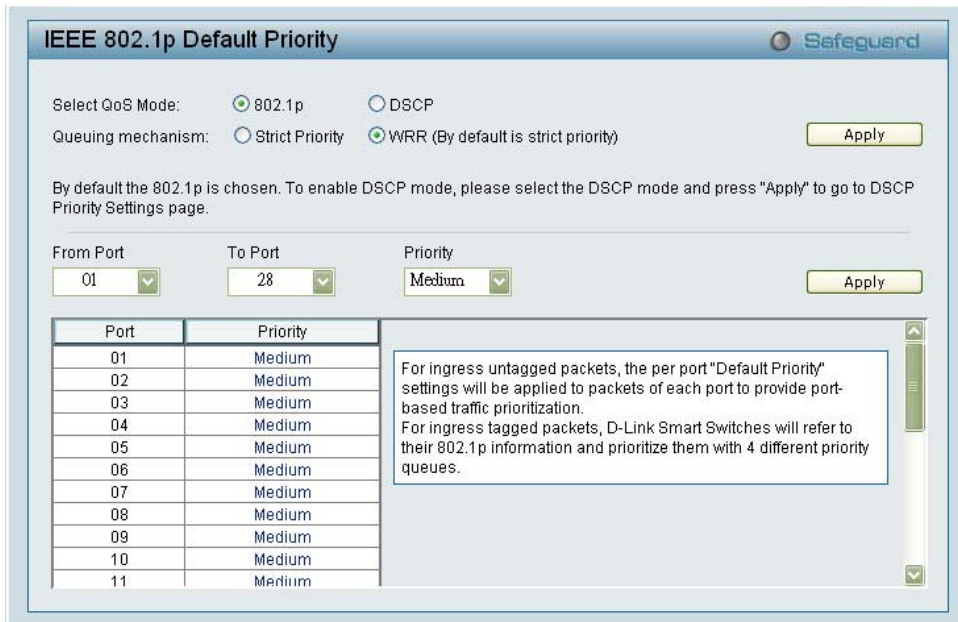 IEEE 802.1p Default Priority
Safeguard
Select QoS Mode: 802.1p DSCP
Queuing mechanism: Strict Priority WRR (By default is strict priority) Apply
By default the 802.1p is chosen. To enable DSCP mode, please select the DSCP mode and press "Apply" to go to DSCP
Priority Settings page.
From Port To Port Priority
01 28 Medium Apply
Port Priority
01 Medium
02 Medium
03 Medium
04 Medium
05 Medium
06 Medium
07 Medium
08 Medium
09 Medium
10 Medium
11 Medium
For ingress untagged packets, the per port "Default Priority"
settings will be applied to packets of each port to provide port-
based traffic prioritization.
For ingress tagged packets, D-Link Smart Switches will refer to
their 802.1p information and prioritize them with 4 different priority
queues.